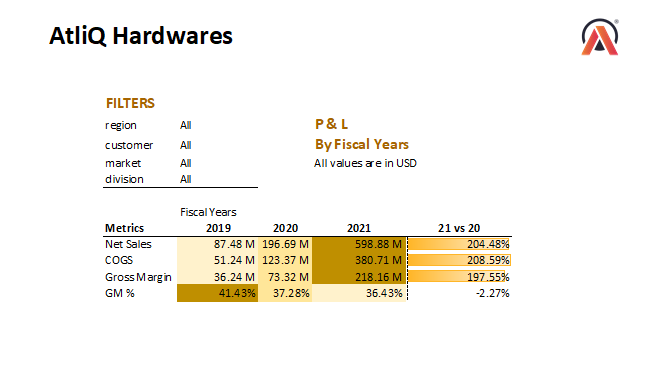 AtliQ Hardwares
FILTERS
region All
customer All
market All
division All
P & L
By Fiscal Years
All values are in USD
Fiscal Years
Metrics 2019 2020 2021 21 vs 20
Net Sales 87.48 M 196.69 M 598.88 M 204.48%
COGS 51.24 M 123.37 M 380.71 M 208.59%
Gross Margin 36.24 M 73.32 M 218.16 M 197.55%
GM % 41.43% 37.28% 36.43% -2.27%